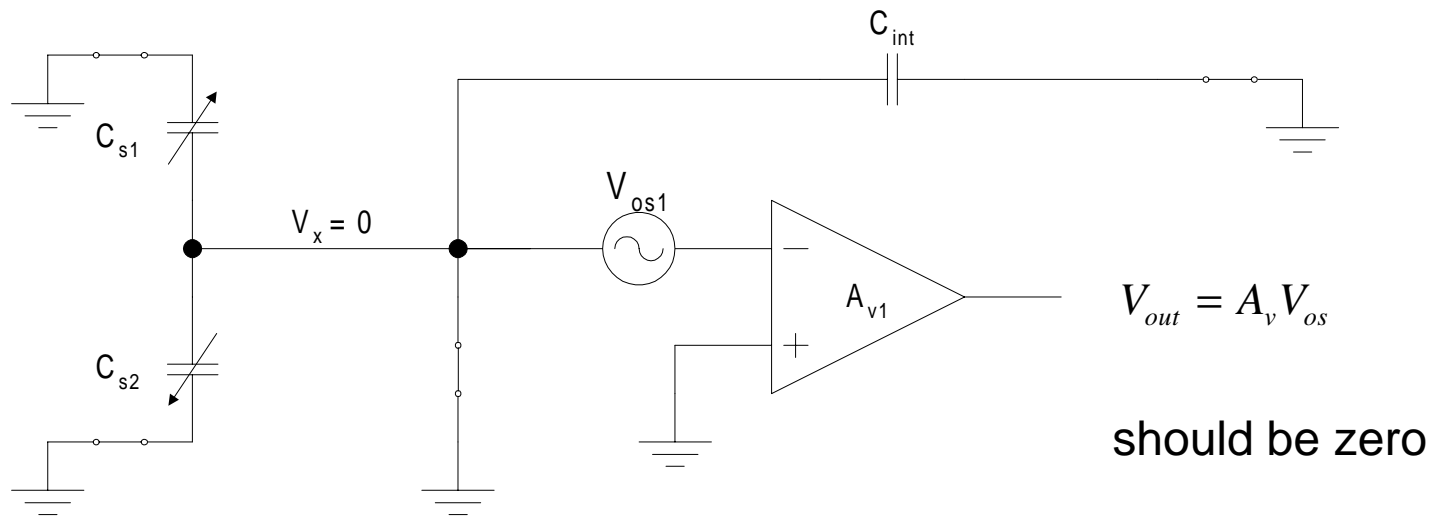 C_int
C_s1
V_os1
V_x = 0
−
A_v1
V_out = A_v V_os
+
C_s2
should be zero